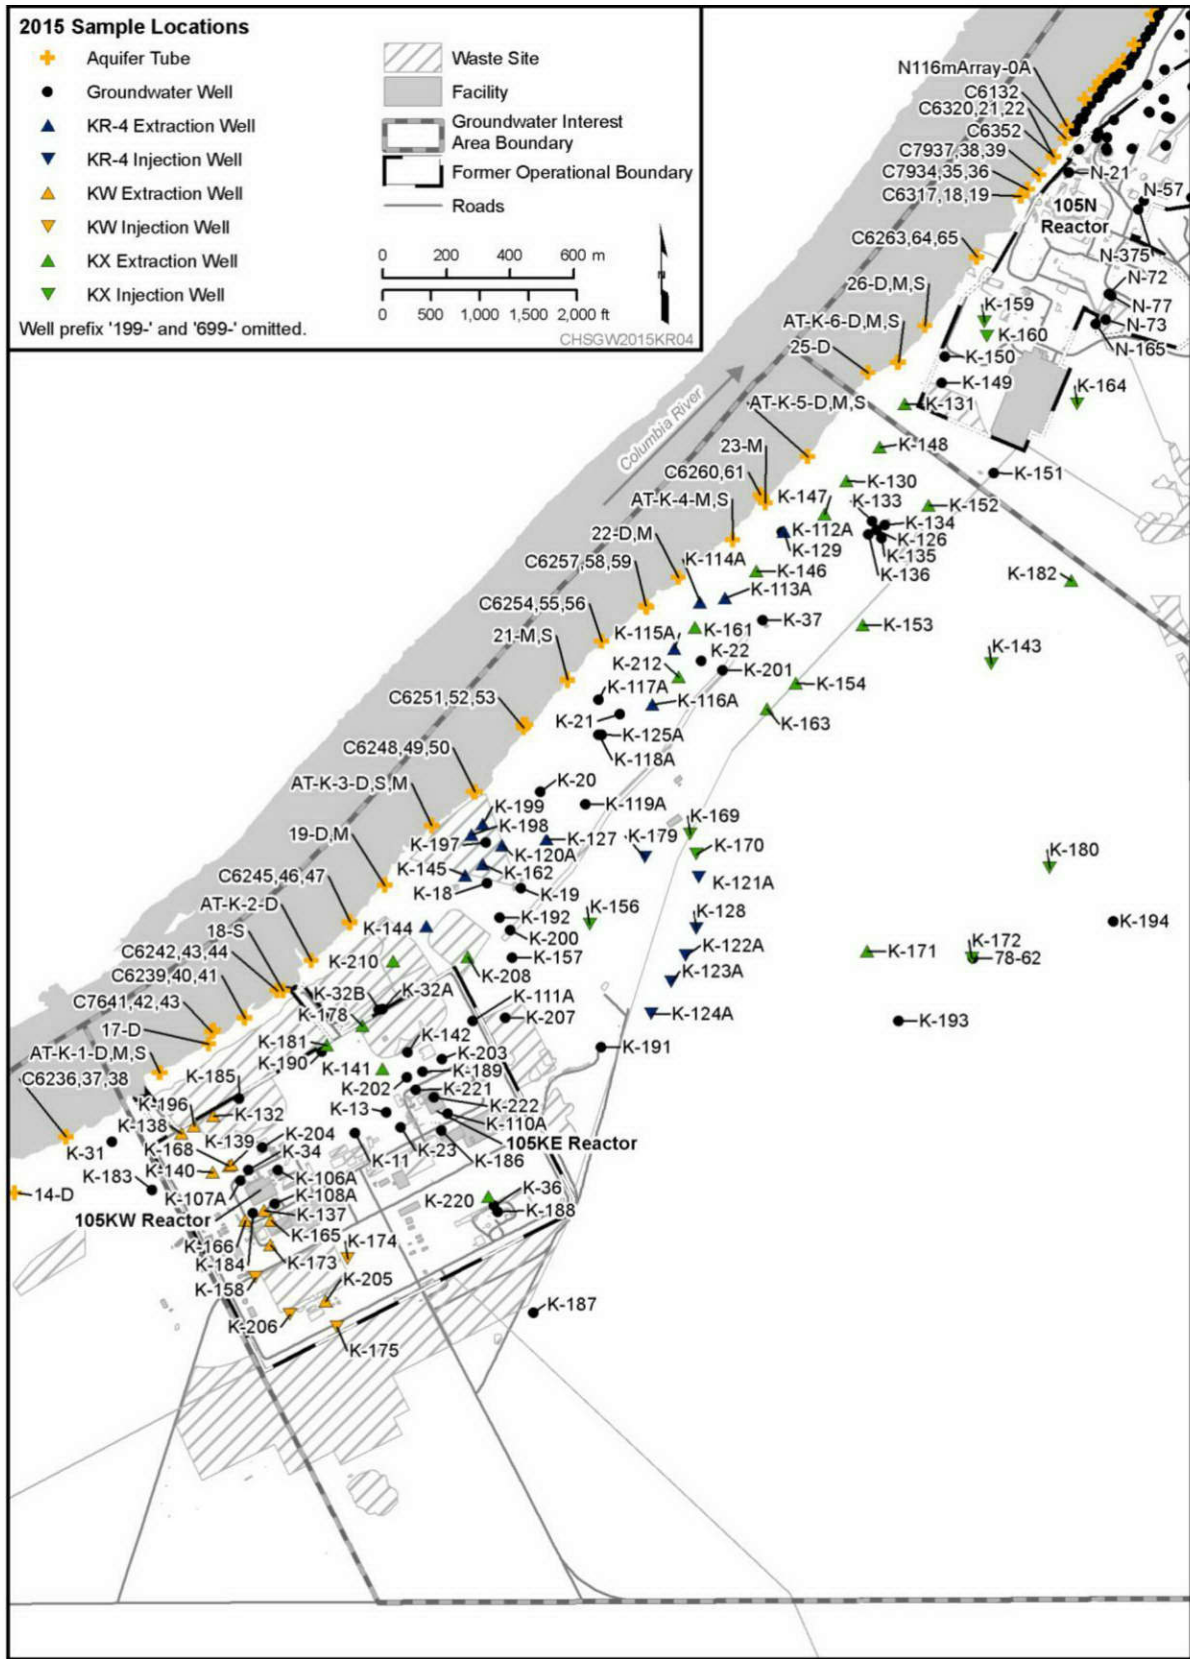 2015 Sample Locations
Aquifer Tube
Groundwater Well
KR-4 Extraction Well
KR-4 Injection Well
KW Extraction Well
KW Injection Well
KX Extraction Well
KX Injection Well
Well prefix '199-' and '699-' omitted.
Waste Site
Facility
Groundwater Interest
Area Boundary
Former Operational Boundary
Roads
0 200 400 600 m
0 500 1,000 1,500 2,000 ft
N
CHSGW2015KR04
N116mArray-0A
C6132
C6320,21,22
C6352
C7937,38,39
C7934,35,36
C6317,18,19
N-21
N-57
105N
Reactor
C6263,64,65
N-375
N-72
N-77
N-73
N-165
26-D,M,S
K-159
K-160
AT-K-6-D,M,S
25-D
K-150
K-149
K-164
K-131
AT-K-5-D,M,S
Columbia River
23-M
K-148
C6260,61
K-130
K-151
AT-K-4-M,S
K-147
K-133
K-152
K-134
K-112A
K-126
22-D,M
K-129
K-135
K-136
K-114A
C6257,58,59
K-146
K-182
K-113A
C6254,55,56
K-37
K-153
21-M,S
K-115A
K-161
K-22
K-143
K-212
K-201
K-154
C6251,52,53
K-117A
K-116A
K-21
K-163
K-125A
C6248,49,50
K-118A
AT-K-3-D,S,M
K-20
K-199
K-119A
K-198
K-169
19-D,M
K-197
K-127
K-179
K-170
K-120A
K-180
C6245,46,47
K-145
K-162
K-121A
K-18
K-19
AT-K-2-D
K-156
K-128
K-192
K-194
18-S
K-144
K-200
K-172
K-122A
C6242,43,44
K-210
K-157
K-171
78-62
C6239,40,41
K-208
K-123A
K-32B
K-32A
K-111A
C7641,42,43
K-178
K-207
K-124A
K-193
17-D
K-181
K-142
K-191
AT-K-1-D,M,S
K-190
K-203
K-141
K-189
C6236,37,38
K-185
K-202
K-221
K-196
K-222
K-132
K-13
K-110A
K-138
K-139
K-204
105KE Reactor
K-31
K-168
K-34
K-11
K-23
K-186
K-140
K-106A
K-183
14-D
K-107A
K-108A
K-220
K-36
105KW Reactor
K-137
K-188
K-165
K-166
K-174
K-184
K-173
K-158
K-205
K-187
K-206
K-175